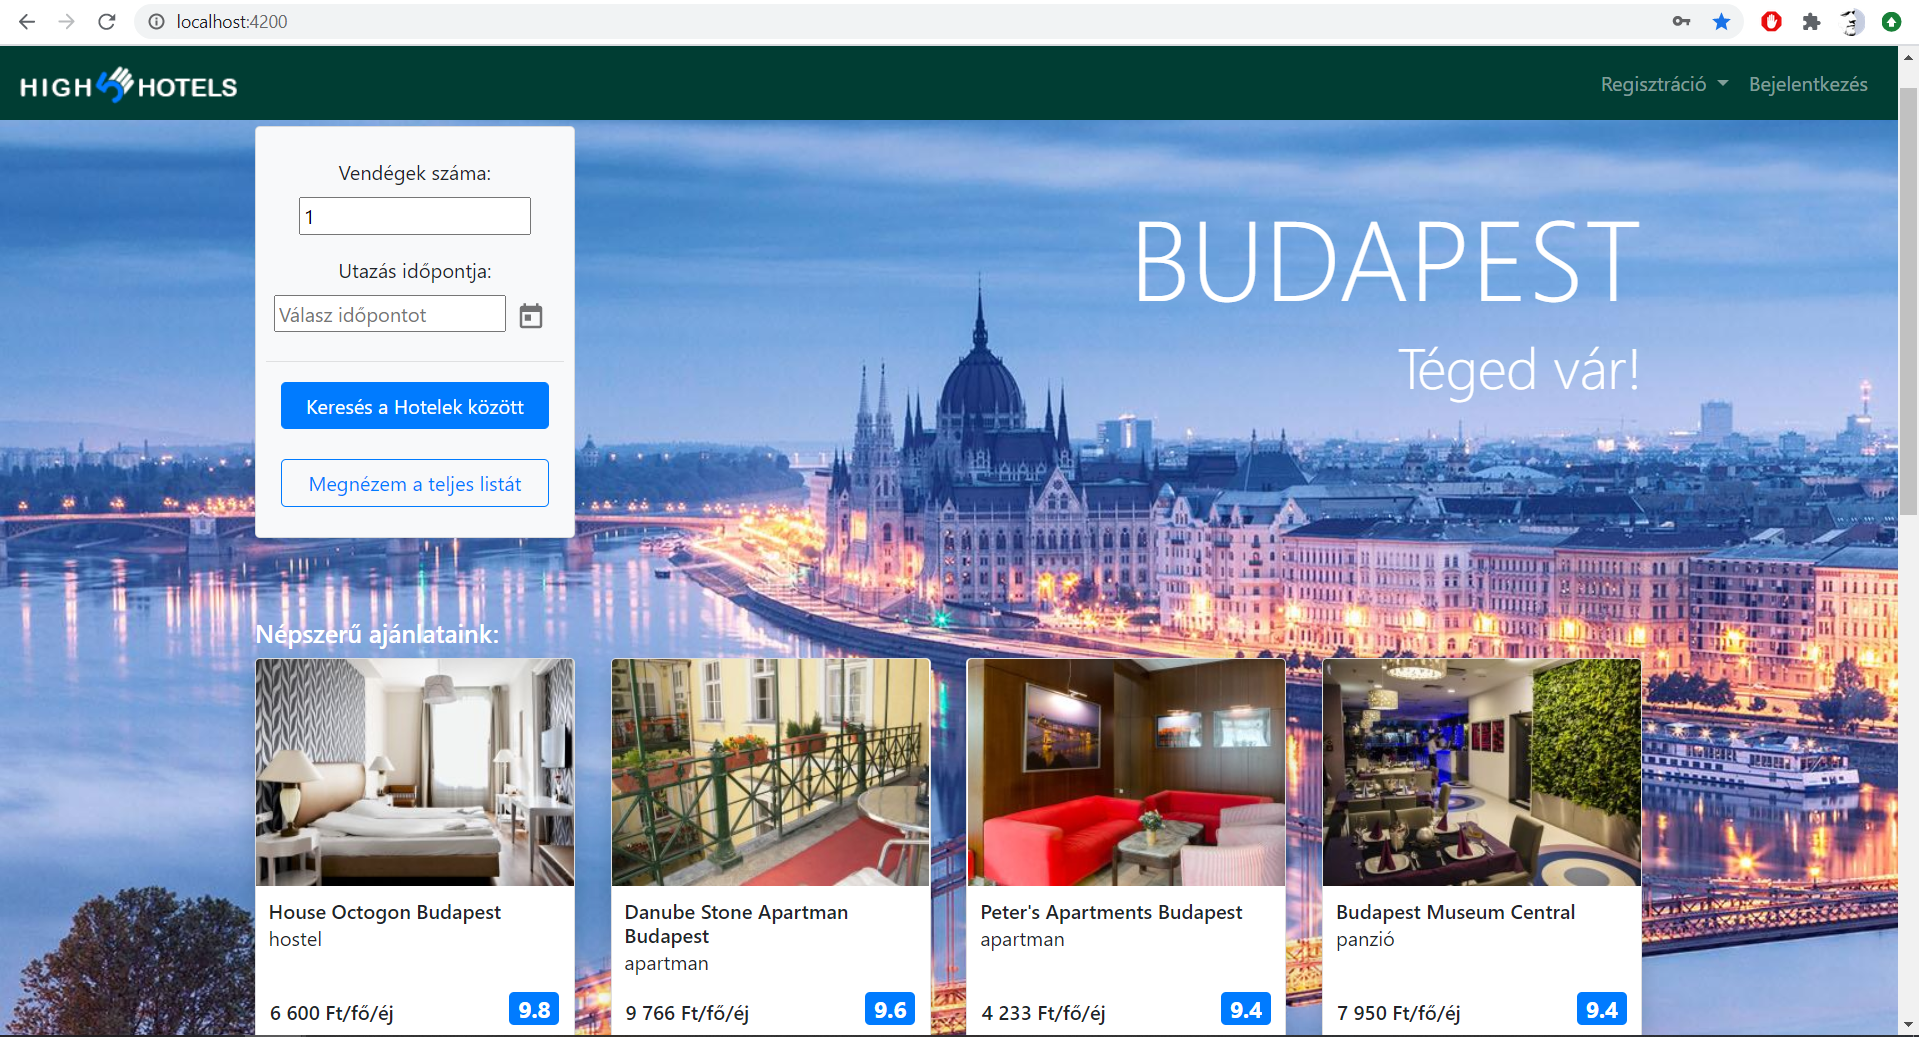 localhost:4200
HIGH 5 HOTELS
Regisztráció
Bejelentkezés
Vendégek száma:
1
Utazás időpontja:
Válasz időpontot
Keresés a Hotelek között
Megnézem a teljes listát
BUDAPEST
Téged vár!
Népszerű ajánlataink:
House Octogon Budapest
hostel
6 600 Ft/fő/éj
9.8
Danube Stone Apartman
Budapest
apartman
9 766 Ft/fő/éj
9.6
Peter's Apartments Budapest
apartman
4 233 Ft/fő/éj
9.4
Budapest Museum Central
panzió
7 950 Ft/fő/éj
9.4